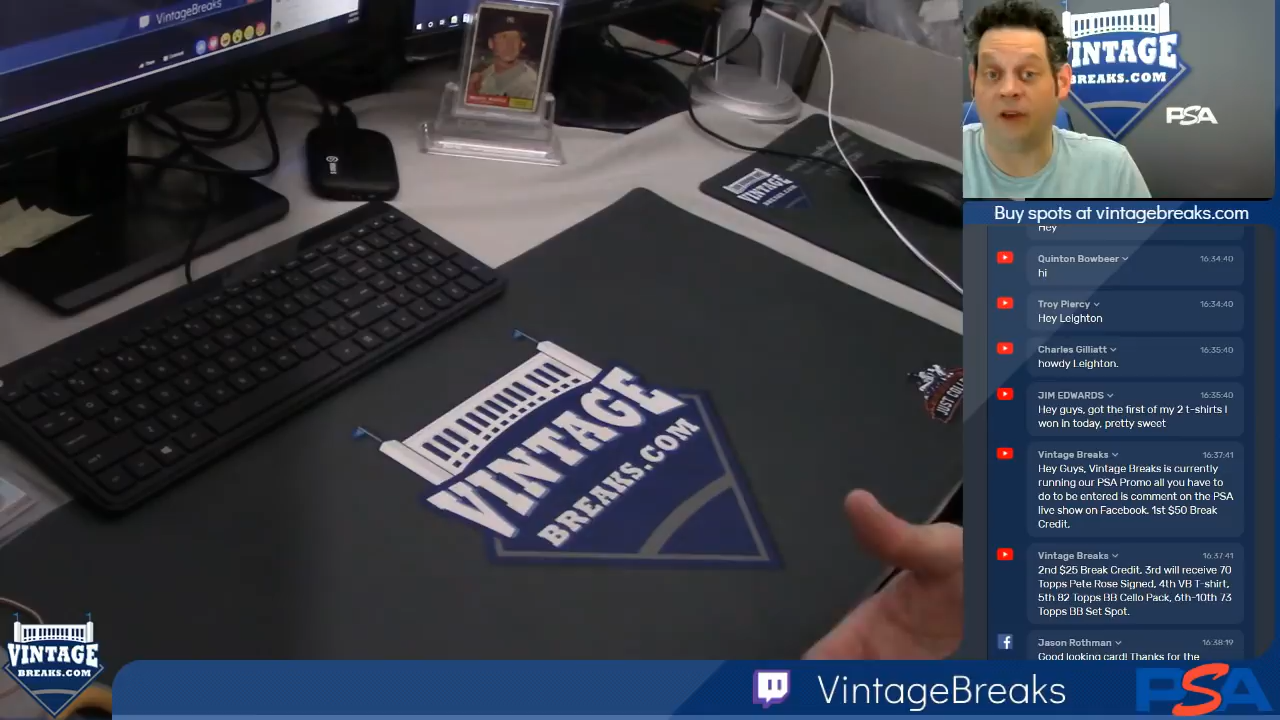 VintageBreaks
VINTAGE
BREAKS.COM
VINTAGE
BREAKS.COM
PSA
Buy spots at vintagebreaks.com
Hey
Quinton Bowbeer 16:34:40
hi
Troy Piercy 16:34:40
Hey Leighton
Charles Gilliatt 16:35:40
howdy Leighton.
JIM EDWARDS 16:35:40
Hey guys, got the first of my 2 t-shirts I
won in today, pretty sweet
Vintage Breaks 16:37:41
Hey Guys, Vintage Breaks is currently
running our PSA Promo all you have to
do to be entered is comment on the PSA
live show on Facebook. 1st $50 Break
Credit,
Vintage Breaks 16:37:41
2nd $25 Break Credit, 3rd will receive 70
Topps Pete Rose Signed, 4th VB T-shirt,
5th 82 Topps BB Cello Pack, 6th-10th 73
Topps BB Set Spot.
Jason Rothman 16:38:19
Good looking card! Thanks for the
VINTAGE
BREAKS.COM
JUST COLL
VINTAGE
BREAKS.COM
VintageBreaks
PSA